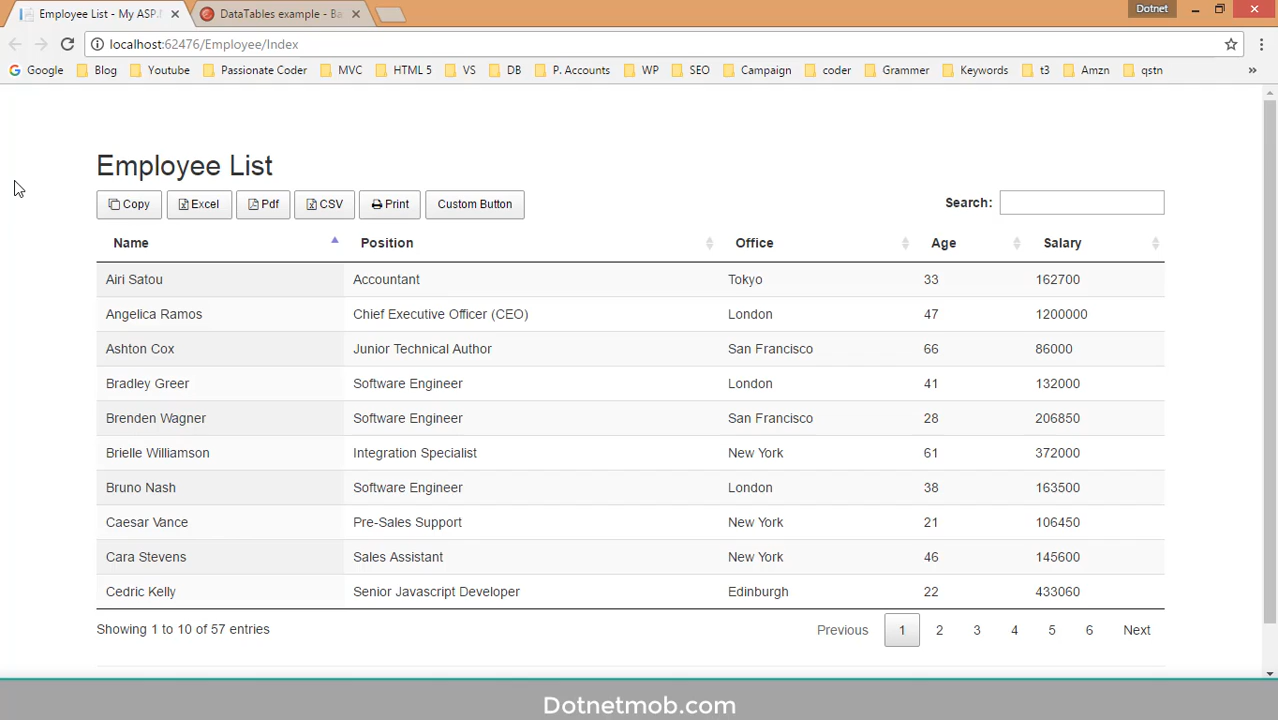 Employee List - My ASP.
DataTables example - Ba
Dotnet
localhost:62476/Employee/Index
Google Blog Youtube Passionate Coder MVC HTML 5 VS DB P. Accounts WP SEO Campaign coder Grammer Keywords t3 Amzn qstn »
Employee List
Copy Excel Pdf CSV Print Custom Button Search:
Name Position Office Age Salary
Airi Satou Accountant Tokyo 33 162700
Angelica Ramos Chief Executive Officer (CEO) London 47 1200000
Ashton Cox Junior Technical Author San Francisco 66 86000
Bradley Greer Software Engineer London 41 132000
Brenden Wagner Software Engineer San Francisco 28 206850
Brielle Williamson Integration Specialist New York 61 372000
Bruno Nash Software Engineer London 38 163500
Caesar Vance Pre-Sales Support New York 21 106450
Cara Stevens Sales Assistant New York 46 145600
Cedric Kelly Senior Javascript Developer Edinburgh 22 433060
Showing 1 to 10 of 57 entries Previous 1 2 3 4 5 6 Next
Dotnetmob.com